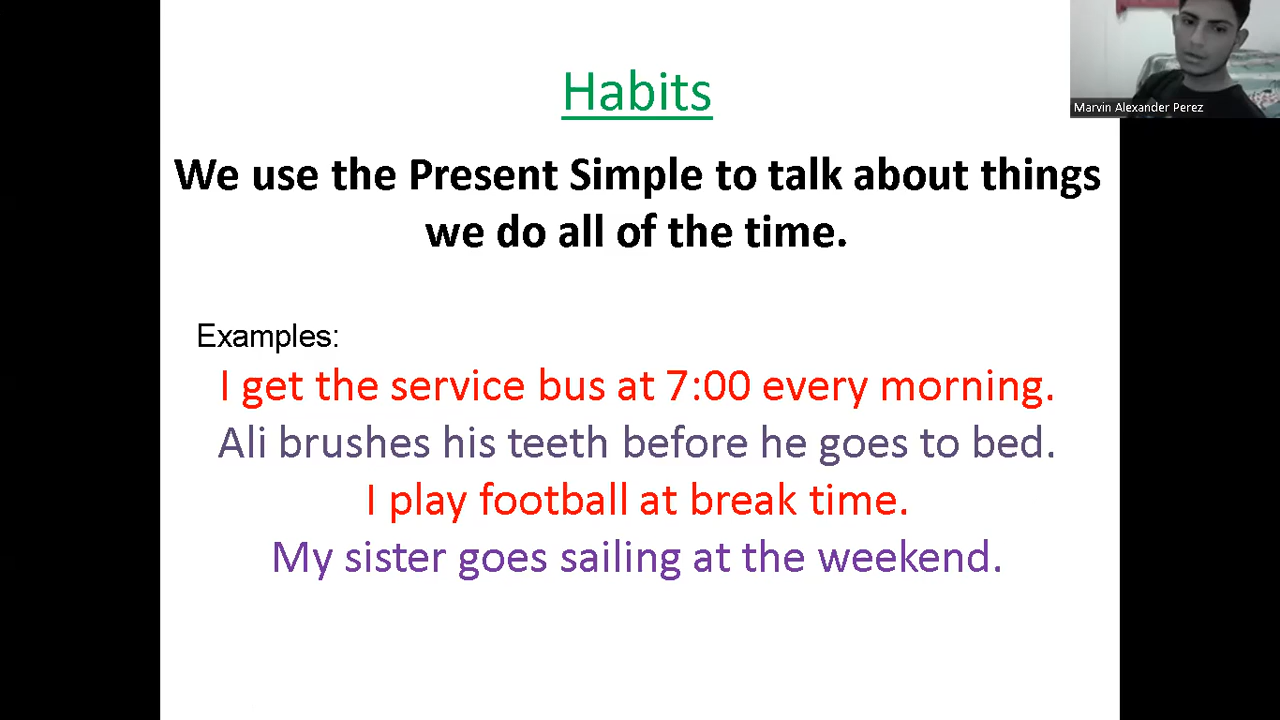 Habits
Marvin Alexander Perez
We use the Present Simple to talk about things
we do all of the time.
Examples:
I get the service bus at 7:00 every morning.
Ali brushes his teeth before he goes to bed.
I play football at break time.
My sister goes sailing at the weekend.